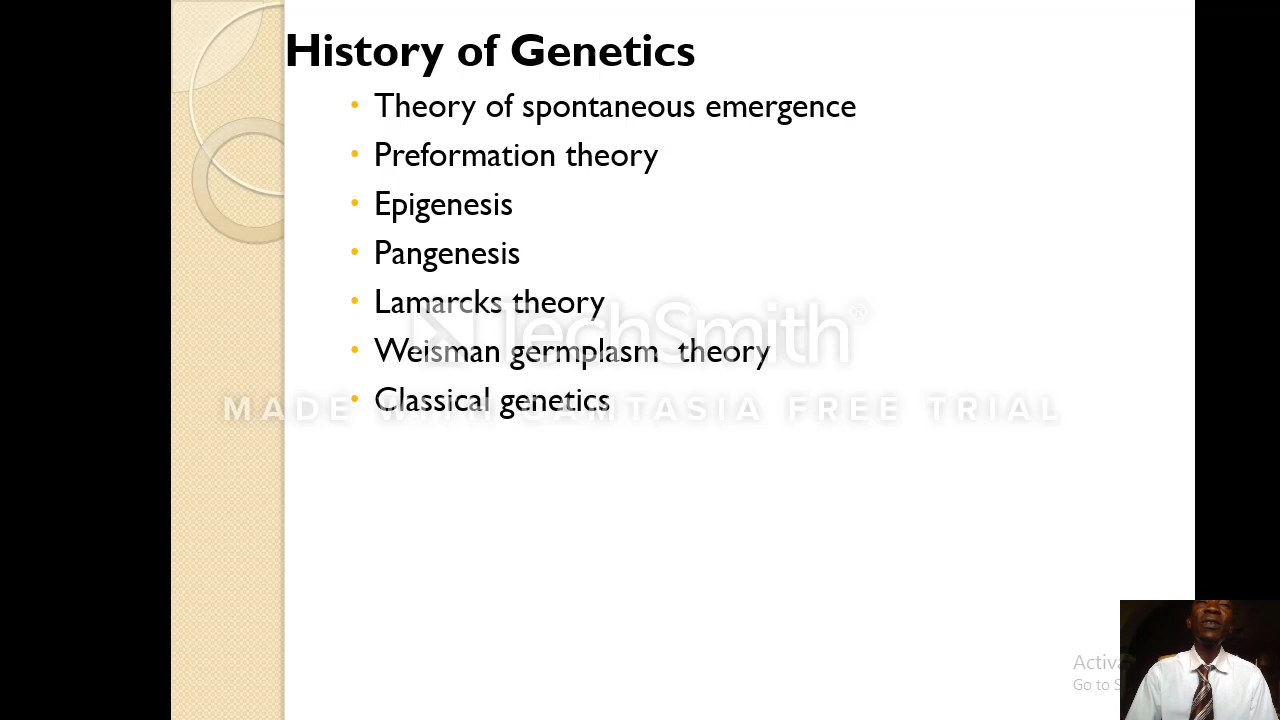 History of Genetics
• Theory of spontaneous emergence
• Preformation theory
• Epigenesis
• Pangenesis
• Lamarcks theory
• Weisman germplasm theory
• Classical genetics
TechSmith®
MADE WITH CAMTASIA FREE TRIAL
Go to